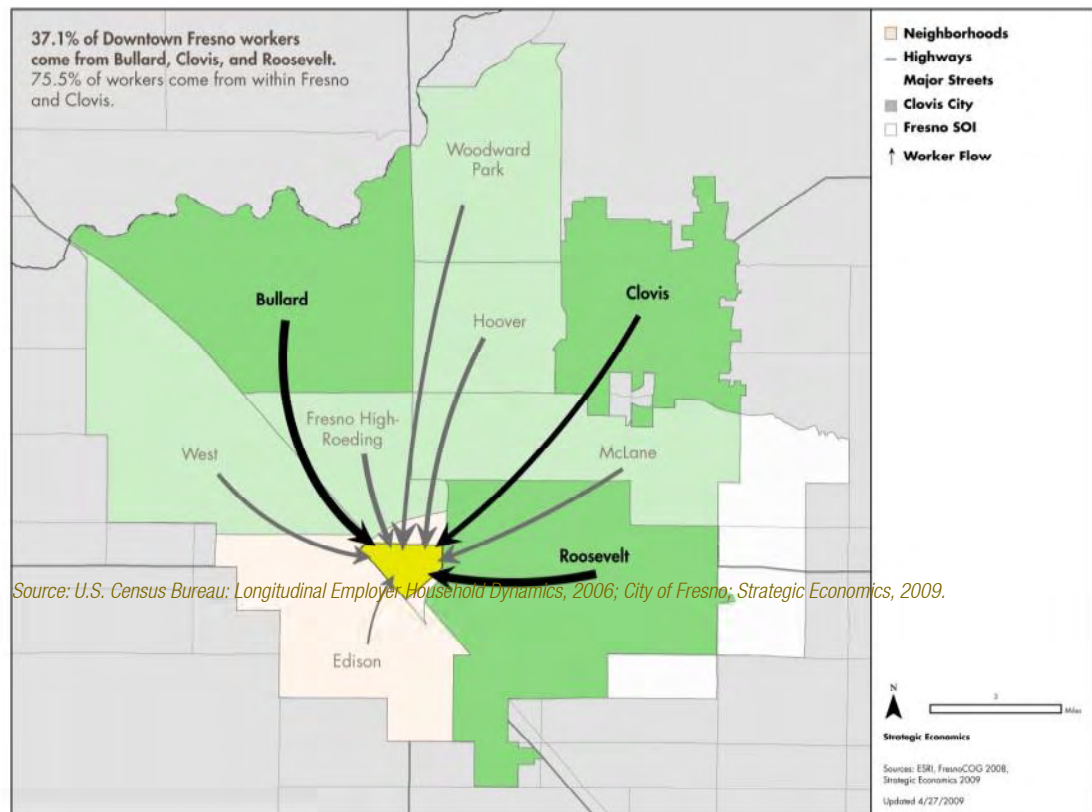 37.1% of Downtown Fresno workers
come from Bullard, Clovis, and Roosevelt.
75.5% of workers come from within Fresno
and Clovis.
Neighborhoods
Highways
Major Streets
Clovis City
Fresno SOI
Worker Flow
Woodward
Park
Bullard
Clovis
Hoover
Fresno High-
Roeding
West
McLane
Roosevelt
Source: U.S. Census Bureau: Longitudinal Employer Household Dynamics, 2006; City of Fresno; Strategic Economics, 2009.
Edison
N
3
Miles
Strategic Economics
Sources: ESRI, FresnoCOG 2008,
Strategic Economics 2009
Updated 4/27/2009